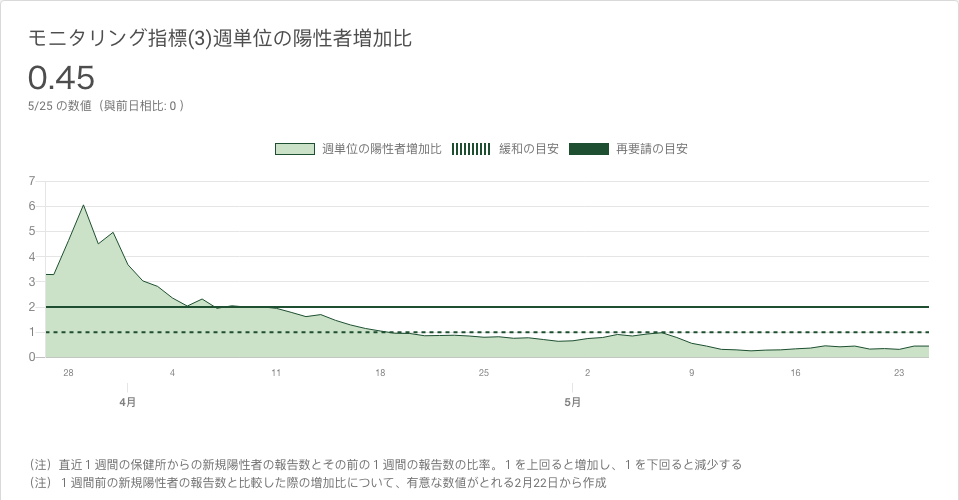 モニタリング指標(3)週単位の陽性者増加比
0.45
5/25 の数値（與前日相比: 0 ）
週単位の陽性者増加比 緩和の目安 再要請の目安
7
6
5
4
3
2
1
0
28 4 11 18 25 2 9 16 23
4月 5月
（注）直近１週間の保健所からの新規陽性者の報告数とその前の１週間の報告数の比率。１を上回ると増加し、１を下回ると減少する
（注）１週間前の新規陽性者の報告数と比較した際の増加比について、有意な数値がとれる2月22日から作成